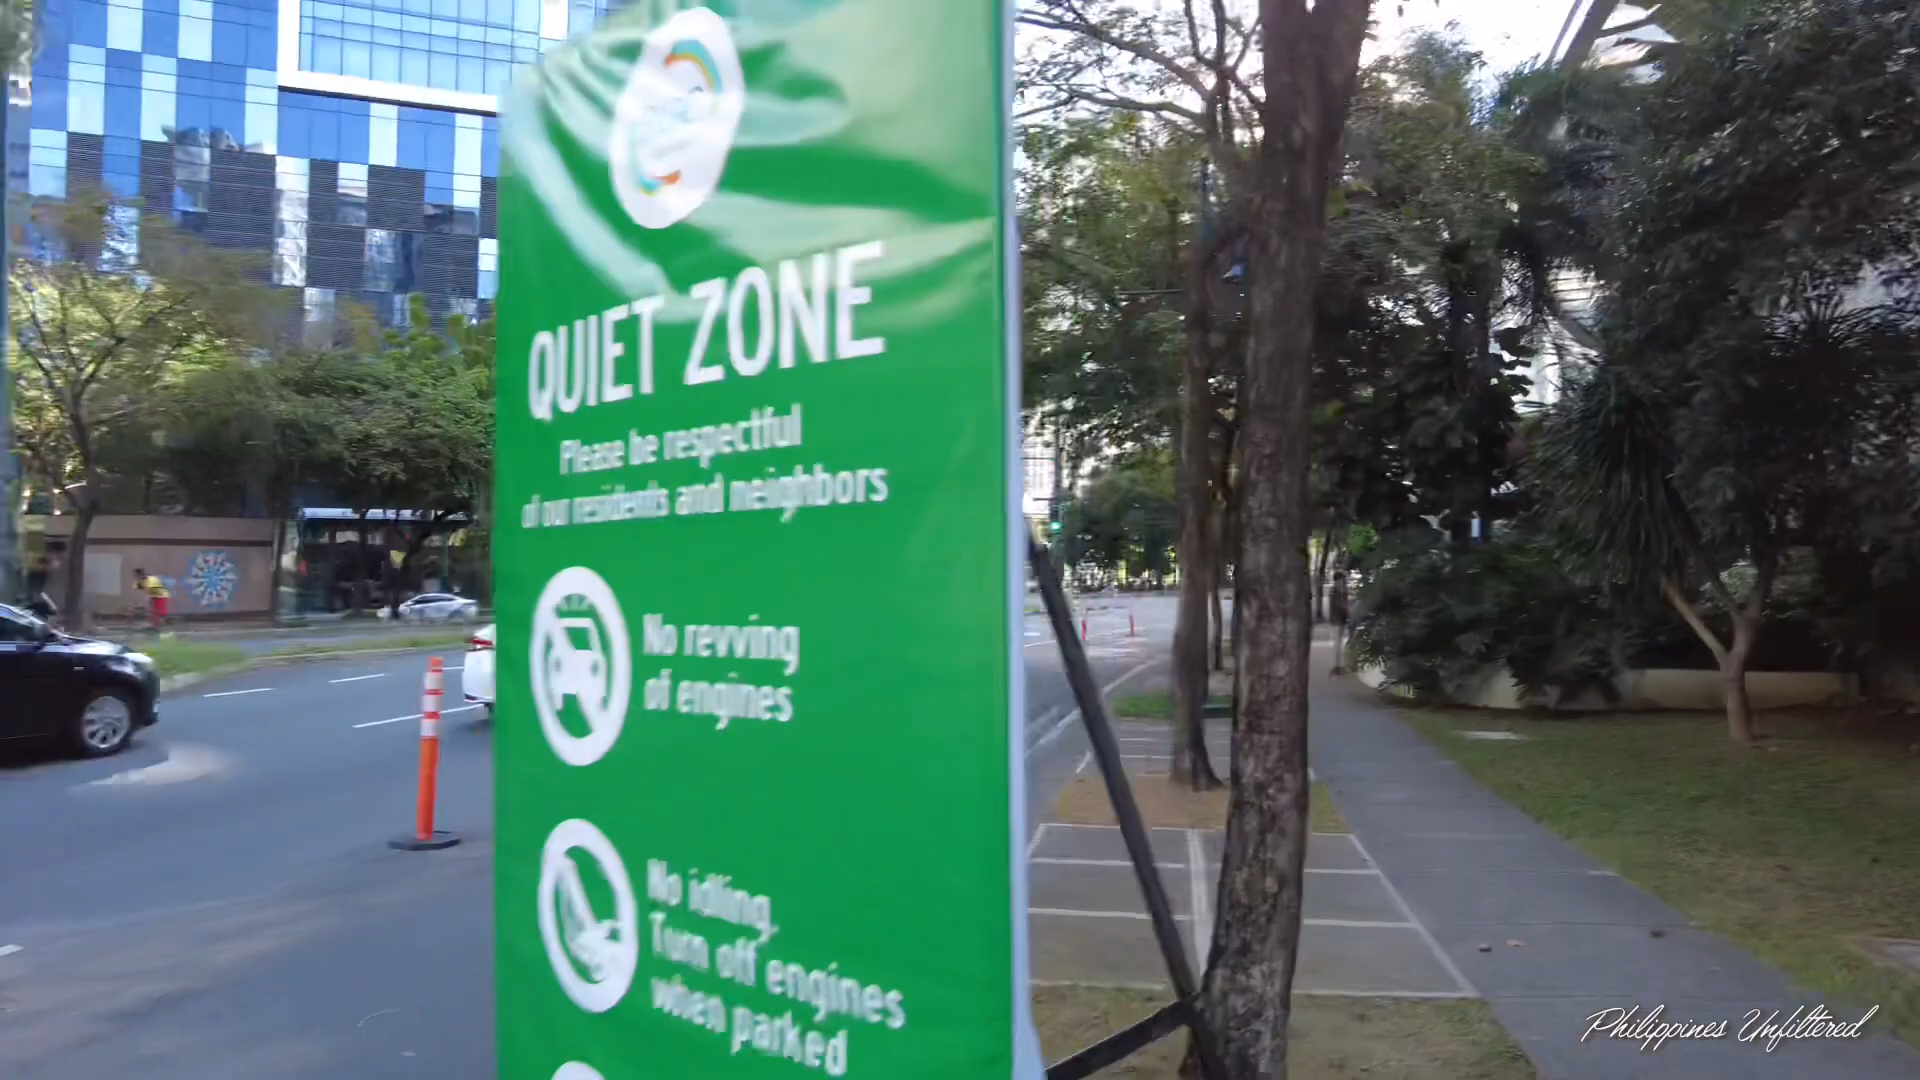 QUIET ZONE
Please be respectful
of our residents and neighbors
No revving
of engines
No idling.
Turn off engines
when parked
Philippines Unfiltered